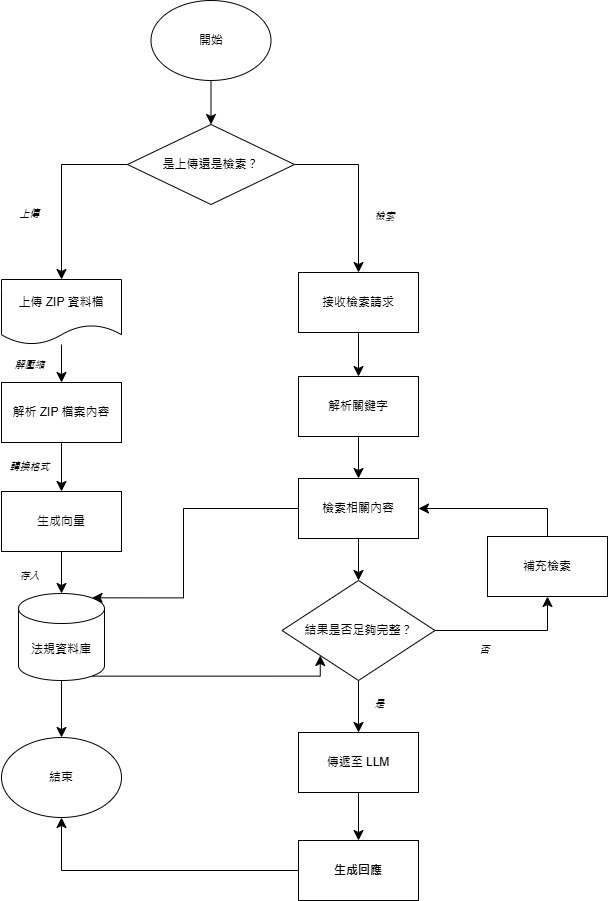 開始
是上傳還是檢索？
上傳
檢索
上傳 ZIP 資料檔
接收檢索請求
解壓縮
解析 ZIP 檔案內容
解析關鍵字
轉換格式
生成向量
檢索相關內容
補充檢索
存入
法規資料庫
結果是否足夠完整？
否
是
傳遞至 LLM
結束
生成回應